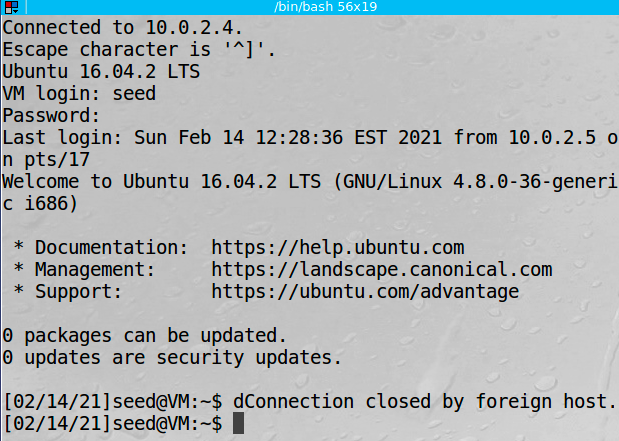 /bin/bash 56x19
Connected to 10.0.2.4.
Escape character is '^]'.
Ubuntu 16.04.2 LTS
VM login: seed
Password:
Last login: Sun Feb 14 12:28:36 EST 2021 from 10.0.2.5 o
n pts/17
Welcome to Ubuntu 16.04.2 LTS (GNU/Linux 4.8.0-36-generi
c i686)

 * Documentation:  https://help.ubuntu.com
 * Management:     https://landscape.canonical.com
 * Support:        https://ubuntu.com/advantage

0 packages can be updated.
0 updates are security updates.

[02/14/21]seed@VM:~$ dConnection closed by foreign host.
[02/14/21]seed@VM:~$